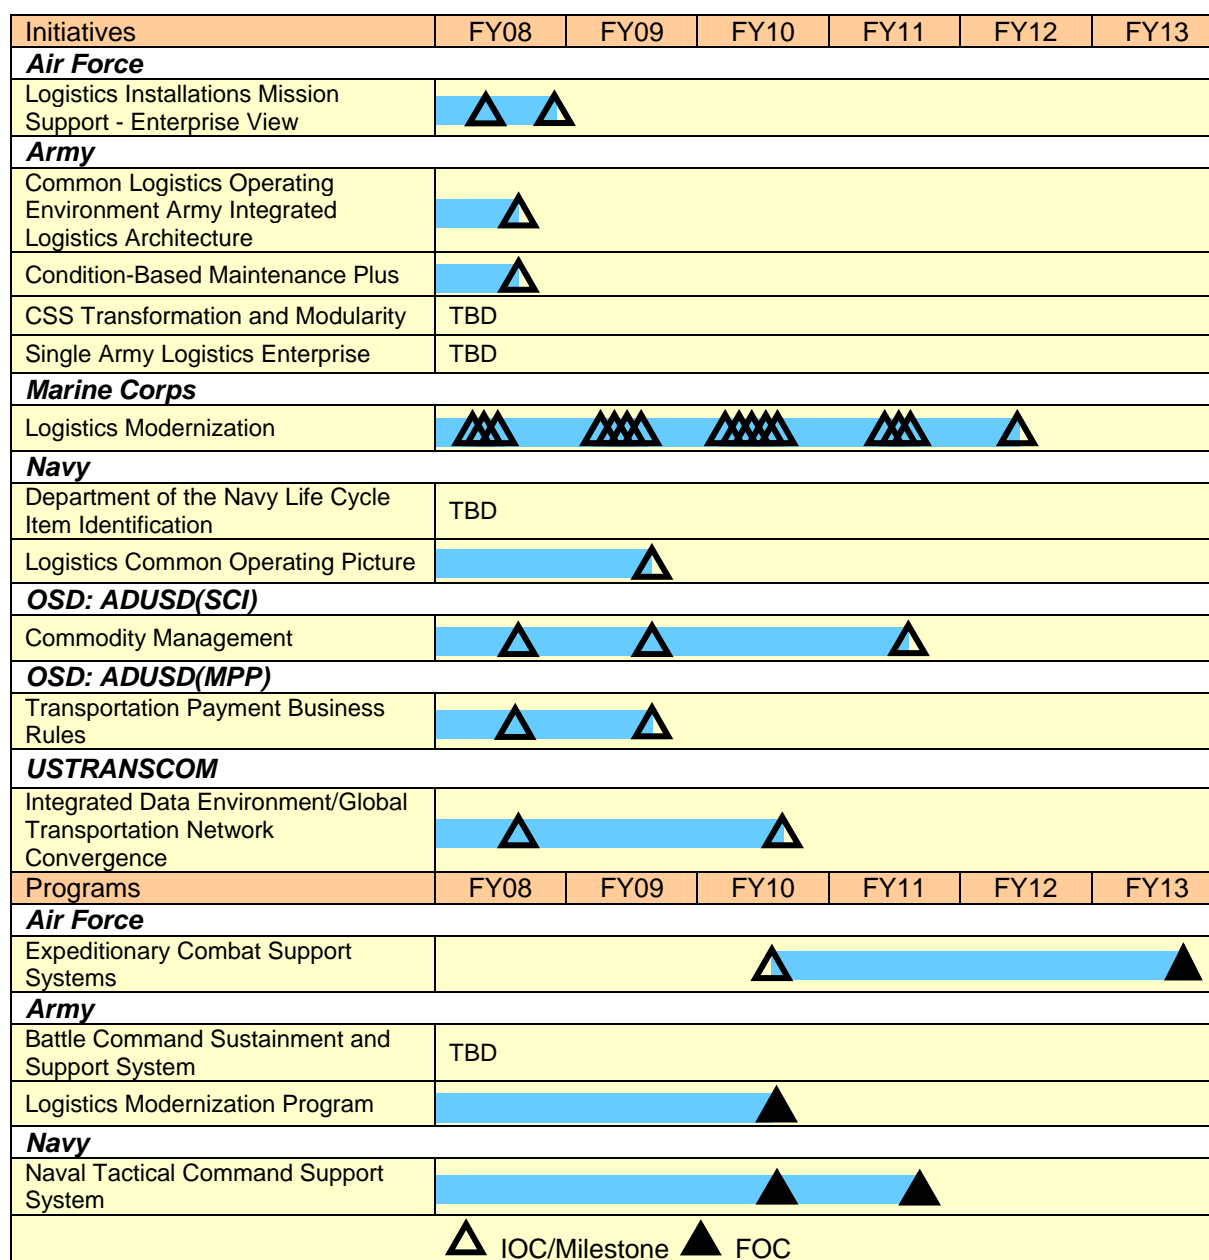 Initiatives FY08 FY09 FY10 FY11 FY12 FY13
Air Force
Logistics Installations Mission
Support - Enterprise View
Army
Common Logistics Operating
Environment Army Integrated
Logistics Architecture
Condition-Based Maintenance Plus
CSS Transformation and Modularity TBD
Single Army Logistics Enterprise TBD
Marine Corps
Logistics Modernization
Navy
Department of the Navy Life Cycle
Item Identification
TBD
Logistics Common Operating Picture
OSD: ADUSD(SCI)
Commodity Management
OSD: ADUSD(MPP)
Transportation Payment Business
Rules
USTRANSCOM
Integrated Data Environment/Global
Transportation Network
Convergence
Programs FY08 FY09 FY10 FY11 FY12 FY13
Air Force
Expeditionary Combat Support
Systems
Army
Battle Command Sustainment and
Support System
TBD
Logistics Modernization Program
Navy
Naval Tactical Command Support
System
IOC/Milestone FOC